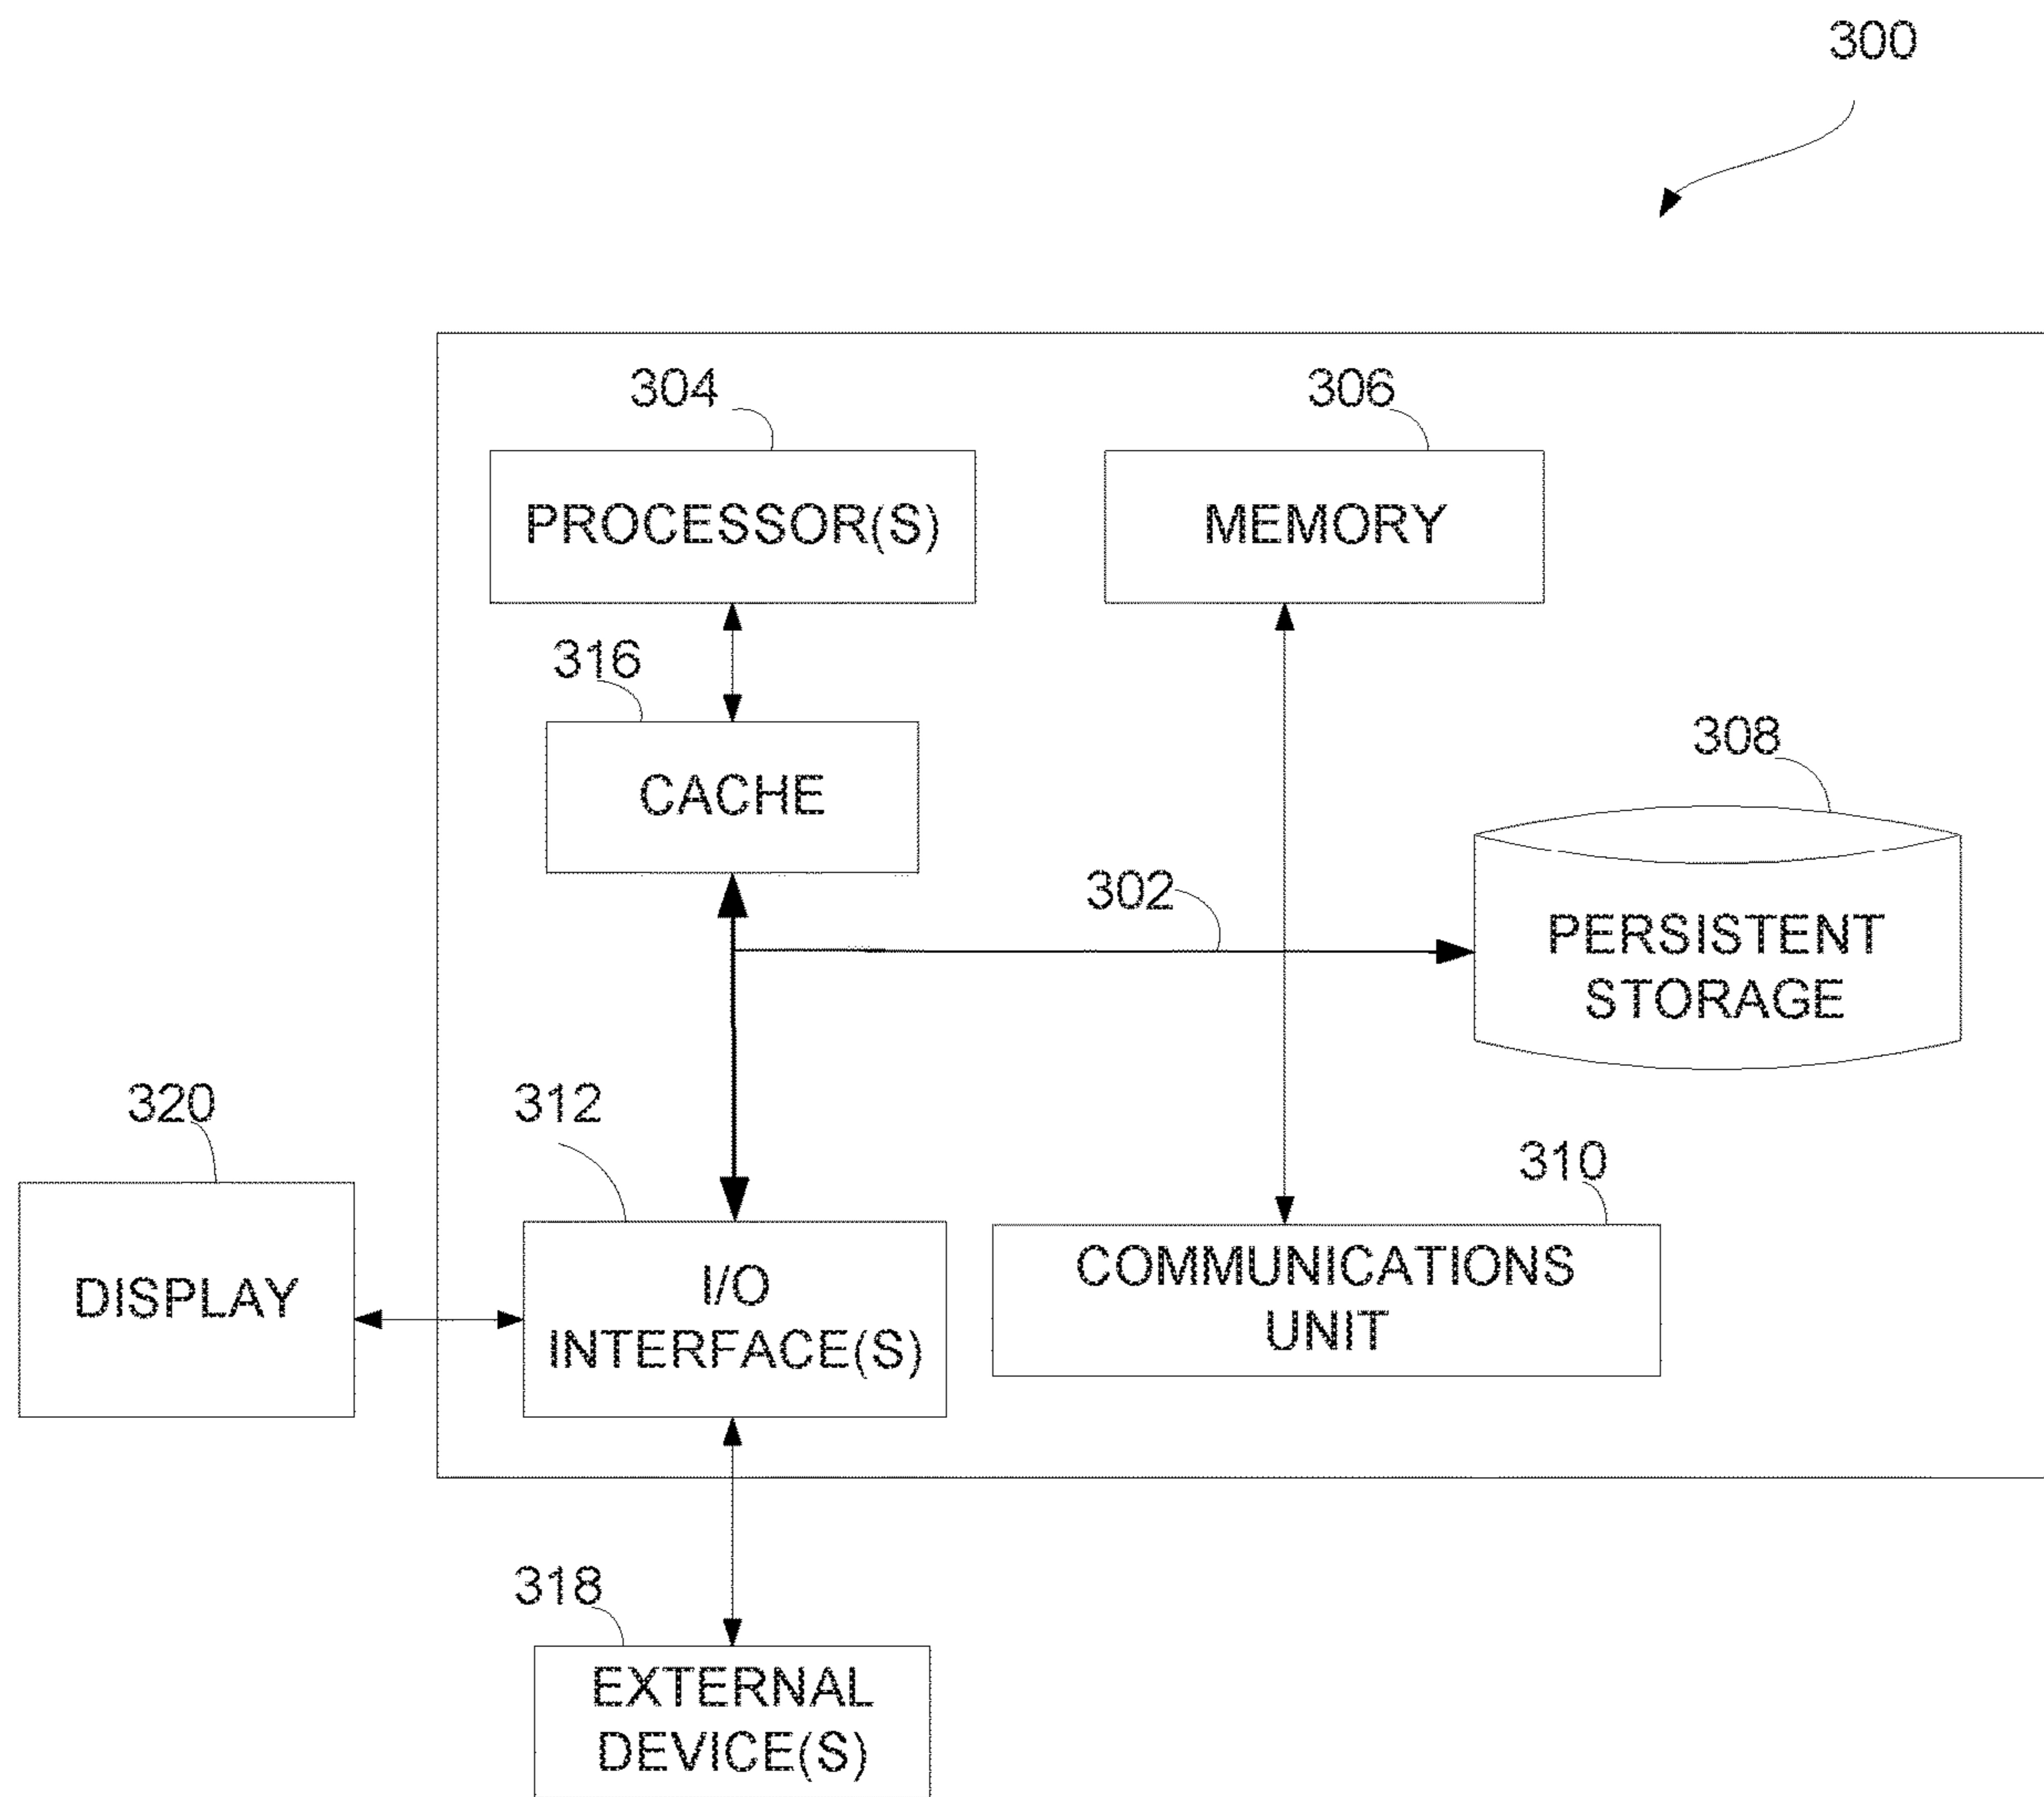 300
304
306
PROCESSOR(S)
MEMORY
316
CACHE
308
302
PERSISTENT
STORAGE
320
312
310
DISPLAY
I/O
INTERFACE(S)
COMMUNICATIONS
UNIT
318
EXTERNAL
DEVICE(S)